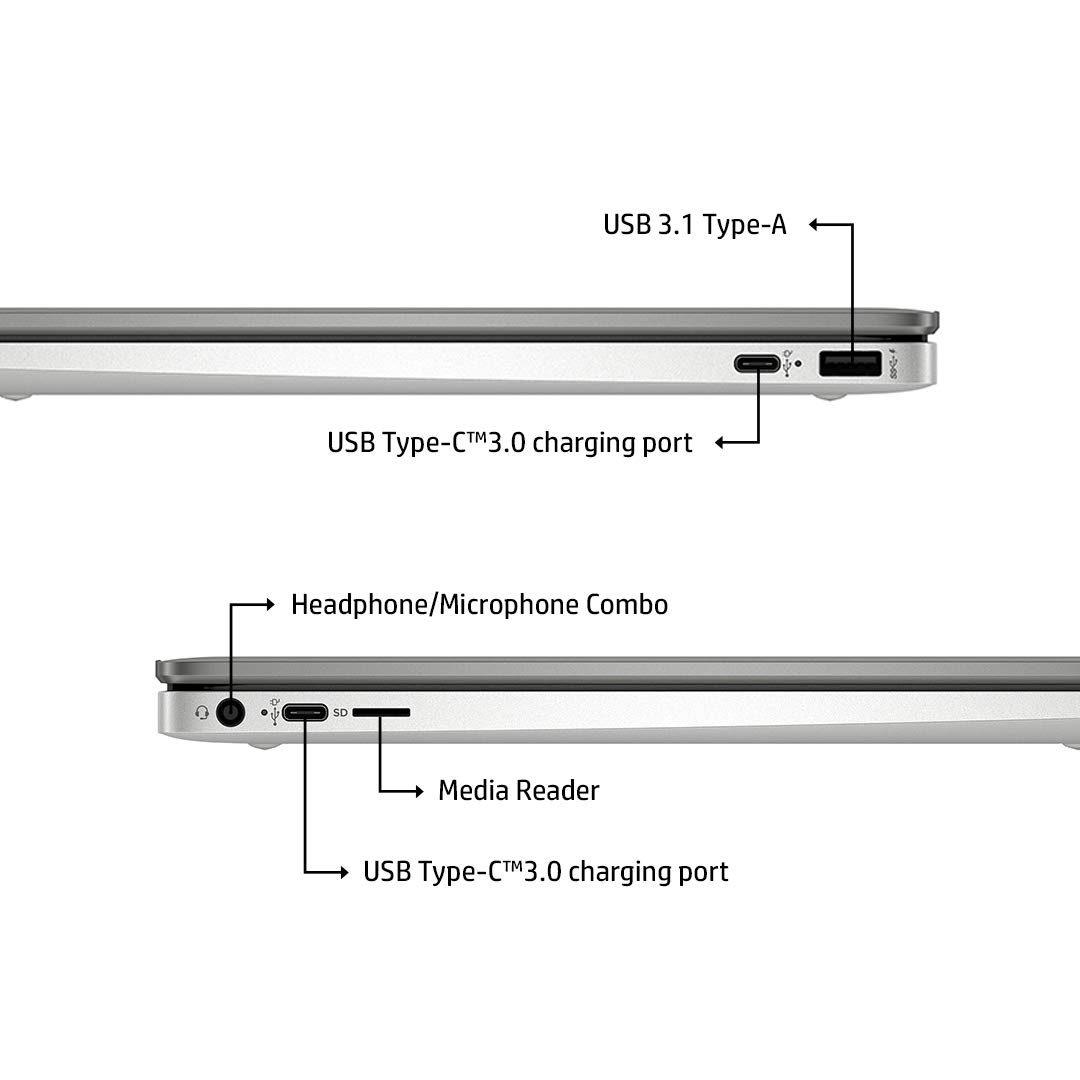 USB 3.1 Type-A
SS
USB Type-C™3.0 charging port
Headphone/Microphone Combo
SD
Media Reader
USB Type-C™3.0 charging port